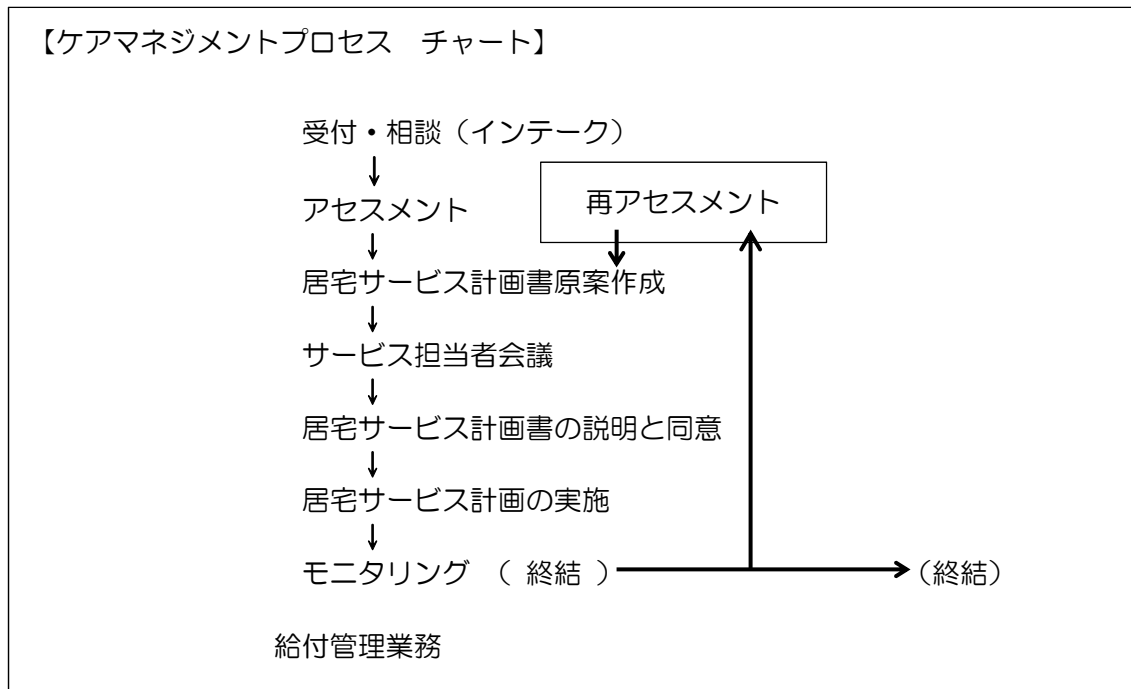 【ケアマネジメントプロセス　チャート】
受付・相談（インテーク）
アセスメント
再アセスメント
居宅サービス計画書原案作成
サービス担当者会議
居宅サービス計画書の説明と同意
居宅サービス計画の実施
モニタリング　（ 終結 ）
（終結）
給付管理業務